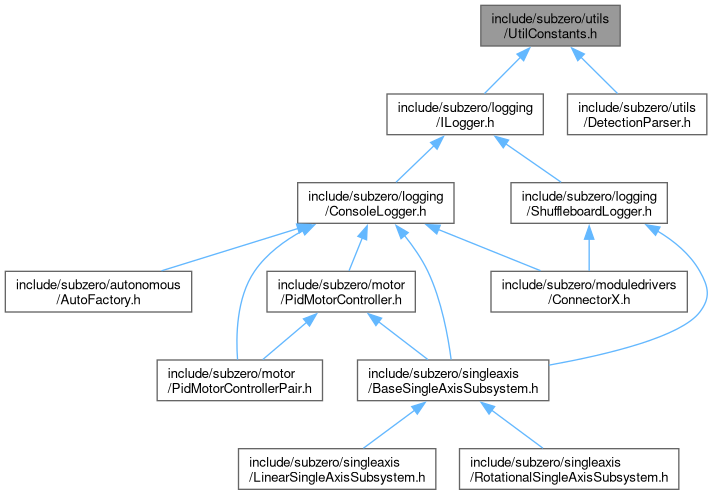 include/subzero/utils
/UtilConstants.h
include/subzero/logging
/ILogger.h
include/subzero/utils
/DetectionParser.h
include/subzero/logging
/ConsoleLogger.h
include/subzero/logging
/ShuffleboardLogger.h
include/subzero/autonomous
/AutoFactory.h
include/subzero/motor
/PidMotorController.h
include/subzero/moduledrivers
/ConnectorX.h
include/subzero/motor
/PidMotorControllerPair.h
include/subzero/singleaxis
/BaseSingleAxisSubsystem.h
include/subzero/singleaxis
/LinearSingleAxisSubsystem.h
include/subzero/singleaxis
/RotationalSingleAxisSubsystem.h